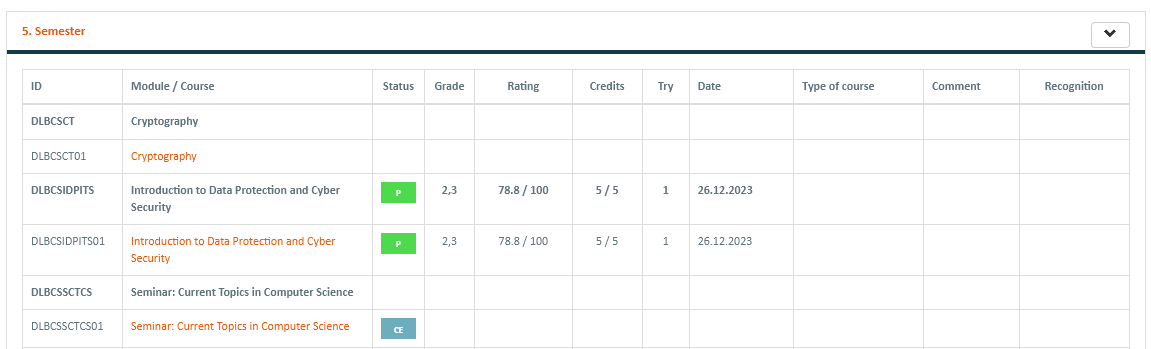 5. Semester
ID Module / Course Status Grade Rating Credits Try Date Type of course Comment Recognition
DLBCSCT Cryptography
DLBCSCT01 Cryptography
DLBCSIDPITS Introduction to Data Protection and Cyber P 2,3 78.8 / 100 5 / 5 1 26.12.2023
Security
DLBCSIDPITS01 Introduction to Data Protection and Cyber P 2,3 78.8 / 100 5 / 5 1 26.12.2023
Security
DLBCSSCTCS Seminar: Current Topics in Computer Science
DLBCSSCTCS01 Seminar: Current Topics in Computer Science CE